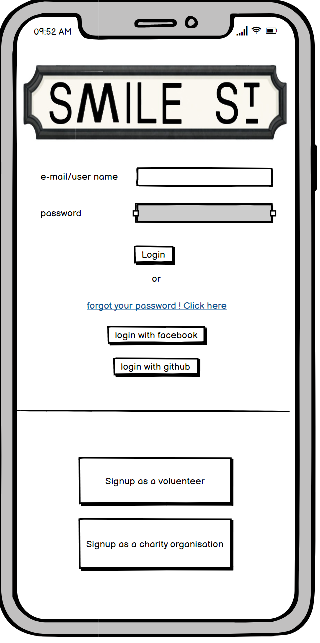 09:52 AM
SMILE ST
e-mail/user name
password
Login
or
forgot your password ! Click here
login with facebook
login with github
Signup as a voluenteer
Signup as a charity organisation